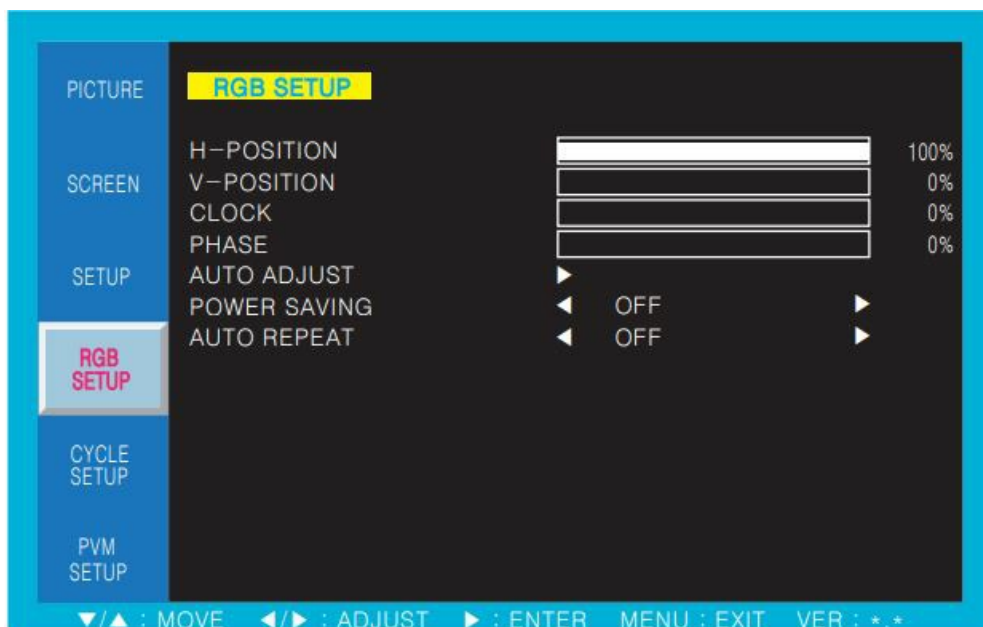 PICTURE
SCREEN
SETUP
RGB
SETUP
CYCLE
SETUP
PVM
SETUP
RGB SETUP
H-POSITION 100%
V-POSITION 0%
CLOCK 0%
PHASE 0%
AUTO ADJUST ▶
POWER SAVING ◀ OFF ▶
AUTO REPEAT ◀ OFF ▶
▼/▲ : MOVE ◀/▶ : ADJUST ▶ : ENTER MENU : EXIT VER : *.*